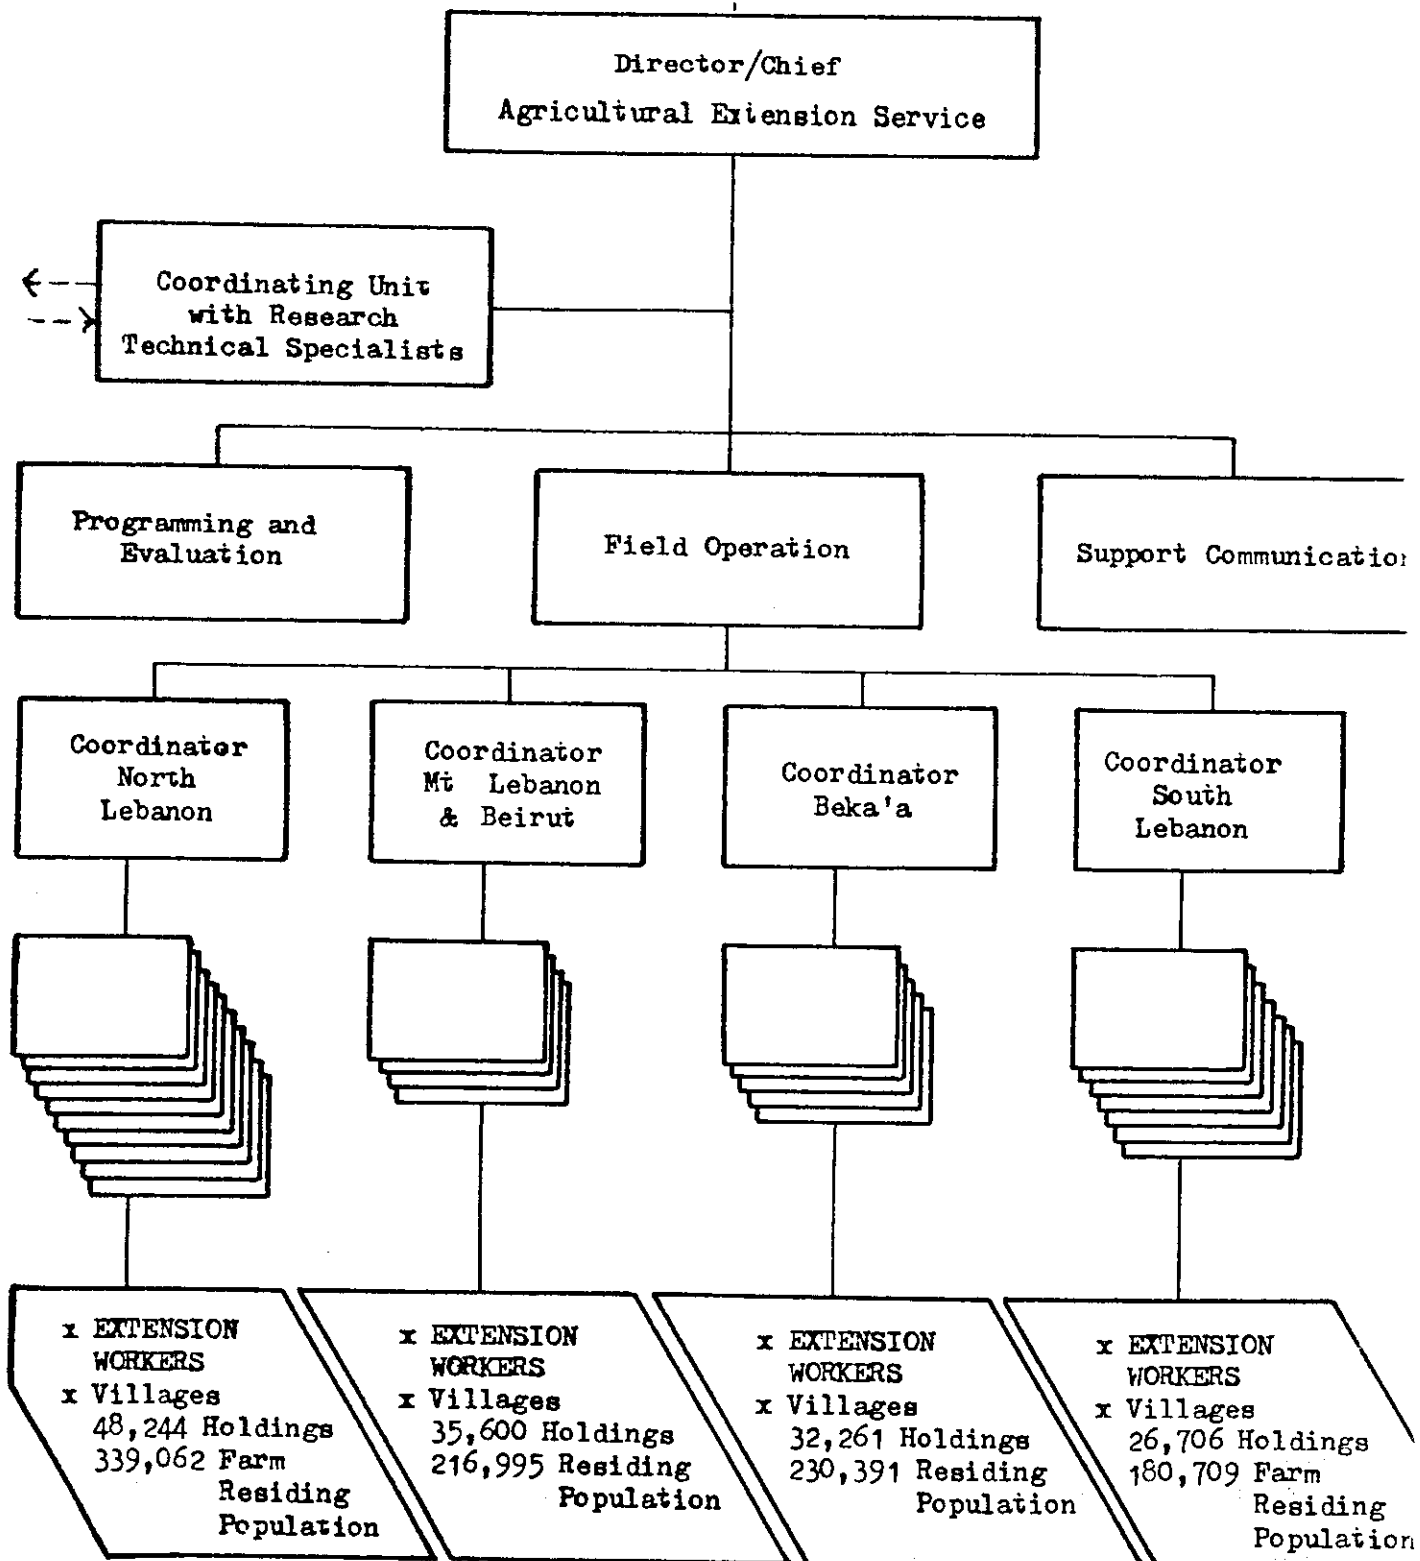 Director/Chief
Agricultural Extension Service
Coordinating Unit
with Research
Technical Specialists
Programming and
Evaluation
Field Operation
Support Communication
Coordinator
North
Lebanon
Coordinator
Mt Lebanon
& Beirut
Coordinator
Beka'a
Coordinator
South
Lebanon
x EXTENSION
WORKERS
x Villages
48,244 Holdings
339,062 Farm
Residing
Population
x EXTENSION
WORKERS
x Villages
35,600 Holdings
216,995 Residing
Population
x EXTENSION
WORKERS
x Villages
32,261 Holdings
230,391 Residing
Population
x EXTENSION
WORKERS
x Villages
26,706 Holdings
180,709 Farm
Residing
Population